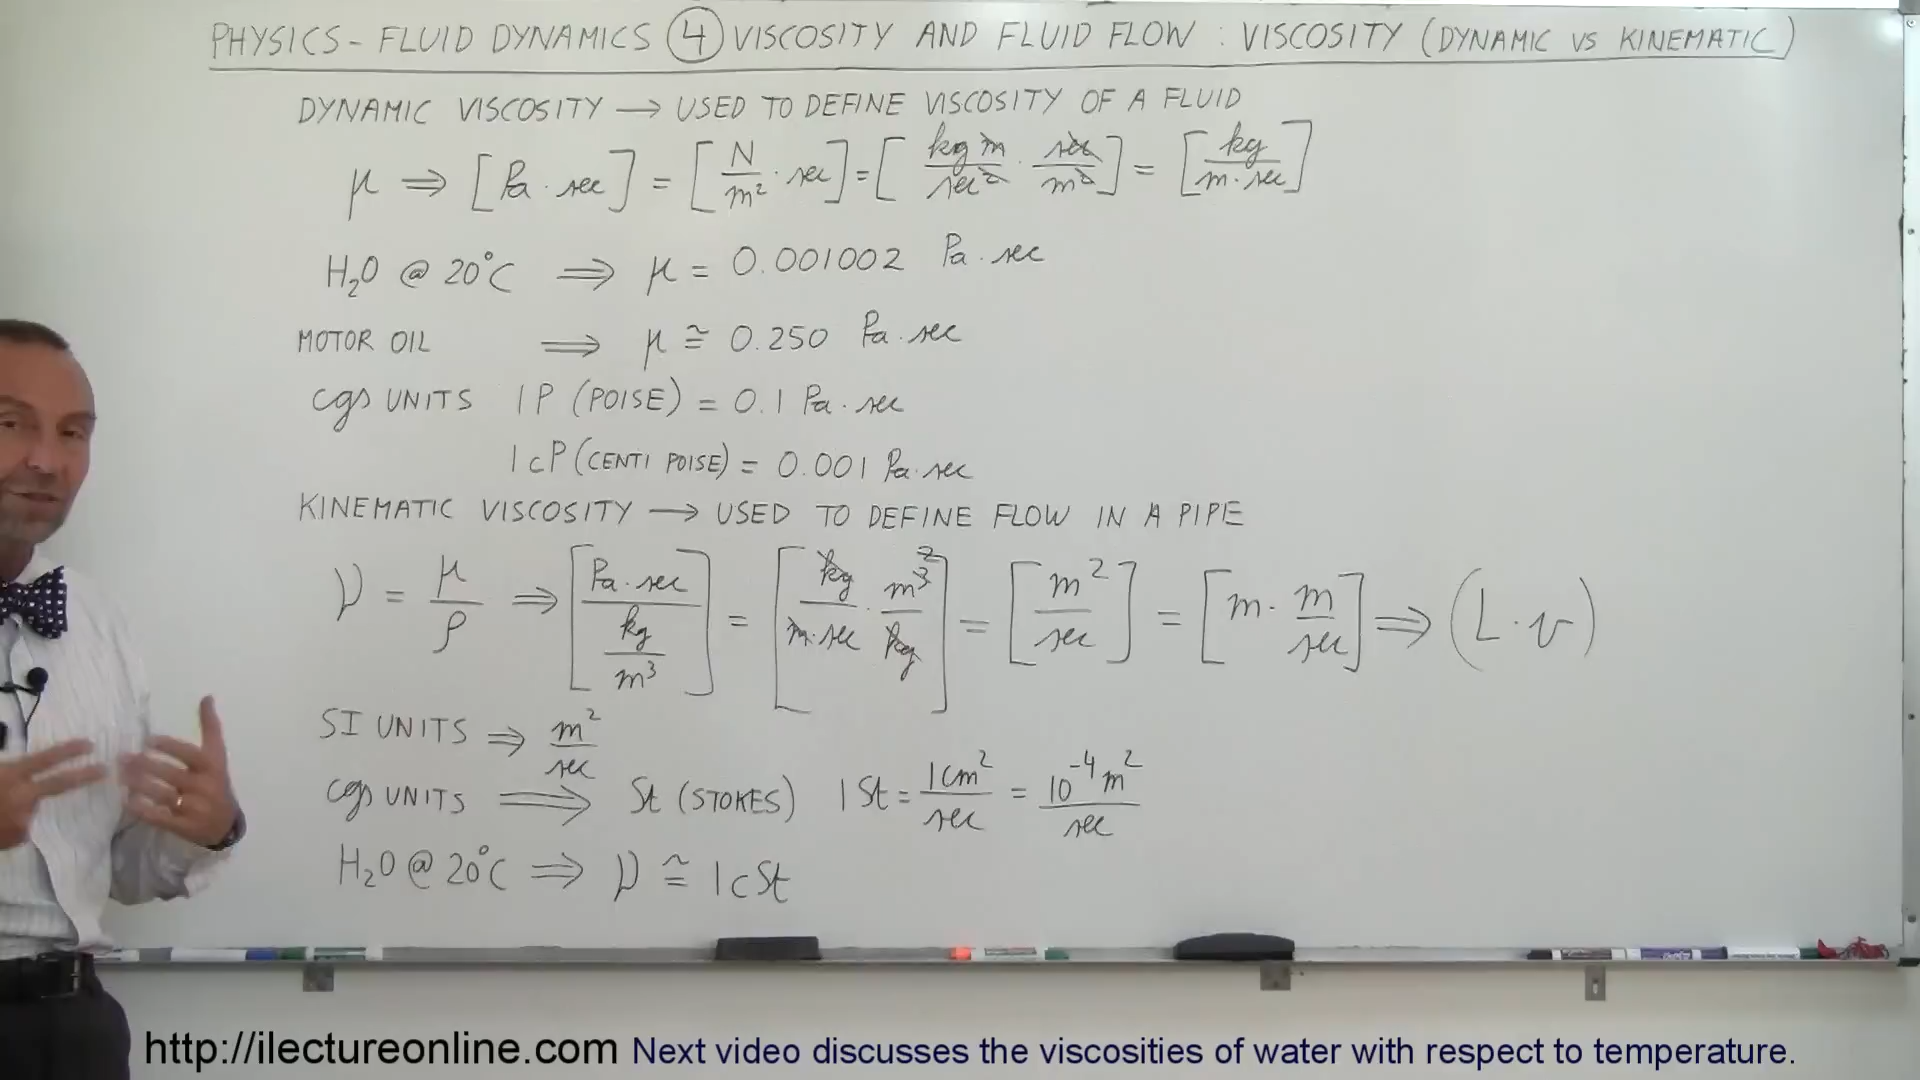 PHYSICS - FLUID DYNAMICS ④ VISCOSITY AND FLUID FLOW : VISCOSITY (DYNAMIC VS KINEMATIC)
DYNAMIC VISCOSITY → USED TO DEFINE VISCOSITY OF A FLUID
μ ⇒ [Pa · sec] = [N/m² · sec] = [kg m/sec² · sec/m²] = [kg/m·sec]
H₂O @ 20°C ⇒ μ = 0.001002 Pa · sec
MOTOR OIL ⇒ μ ≅ 0.250 Pa · sec
cgs UNITS 1 P (POISE) = 0.1 Pa · sec
1 cP (CENTI POISE) = 0.001 Pa · sec
KINEMATIC VISCOSITY → USED TO DEFINE FLOW IN A PIPE
ν = μ/ρ ⇒ [Pa · sec / kg/m³] = [kg/m·sec · m³²/kg] = [m²/sec] = [m · m/sec] ⇒ (L · v)
SI UNITS ⇒ m²/sec
cgs UNITS ⇒ St (STOKES) 1 St = 1cm²/sec = 10⁻⁴ m²/sec
H₂O @ 20°C ⇒ ν ≅ 1 cSt
http://ilectureonline.com Next video discusses the viscosities of water with respect to temperature.